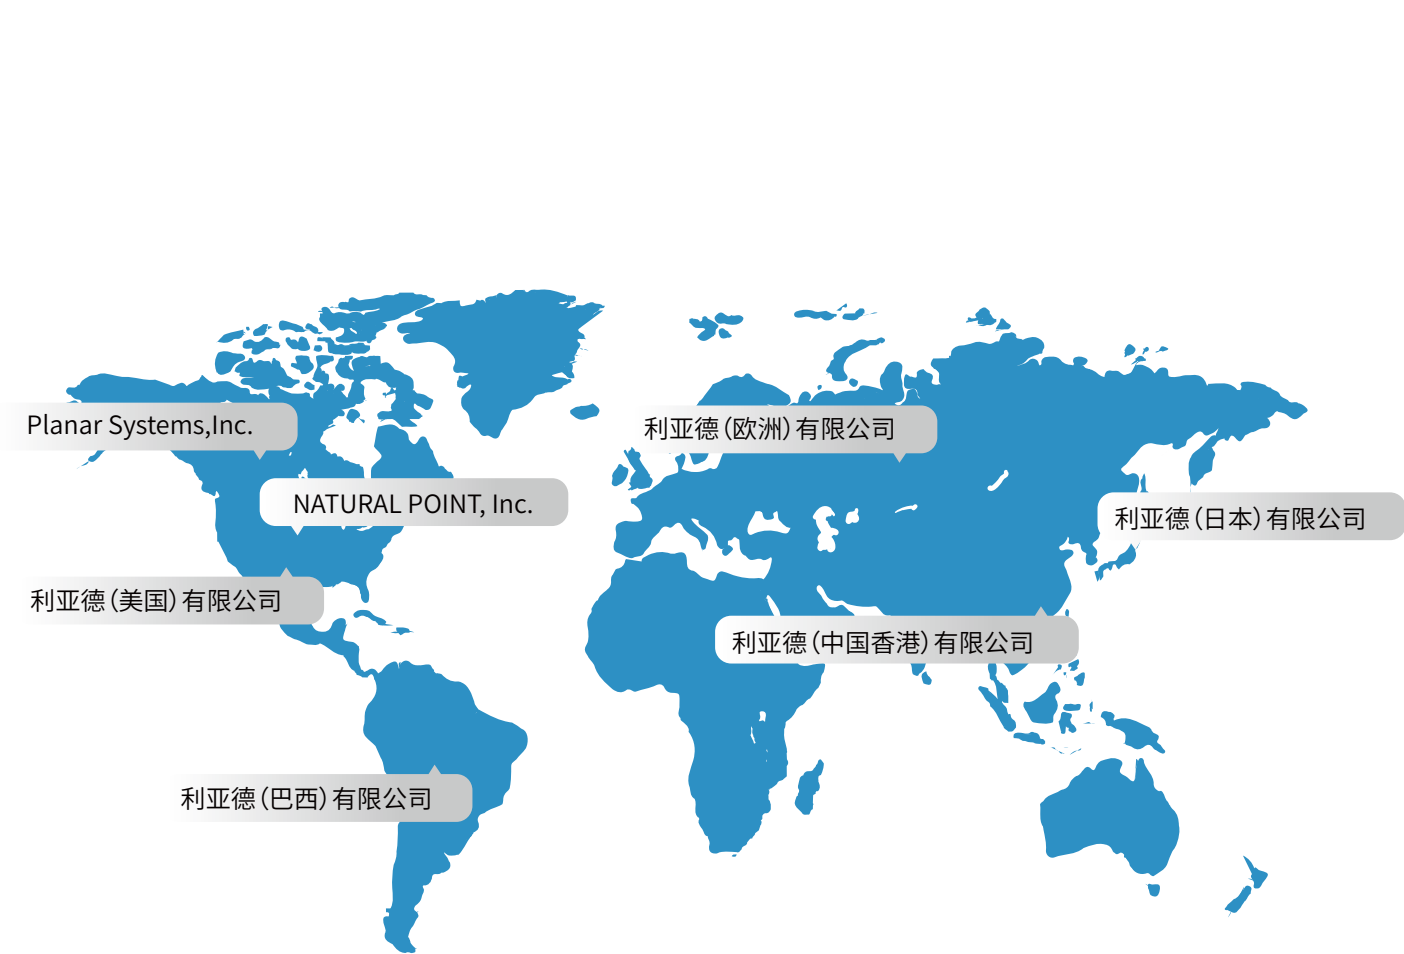 Planar Systems,Inc.
利亚德（欧洲）有限公司
NATURAL POINT, Inc.
利亚德（日本）有限公司
利亚德（美国）有限公司
利亚德（中国香港）有限公司
利亚德（巴西）有限公司